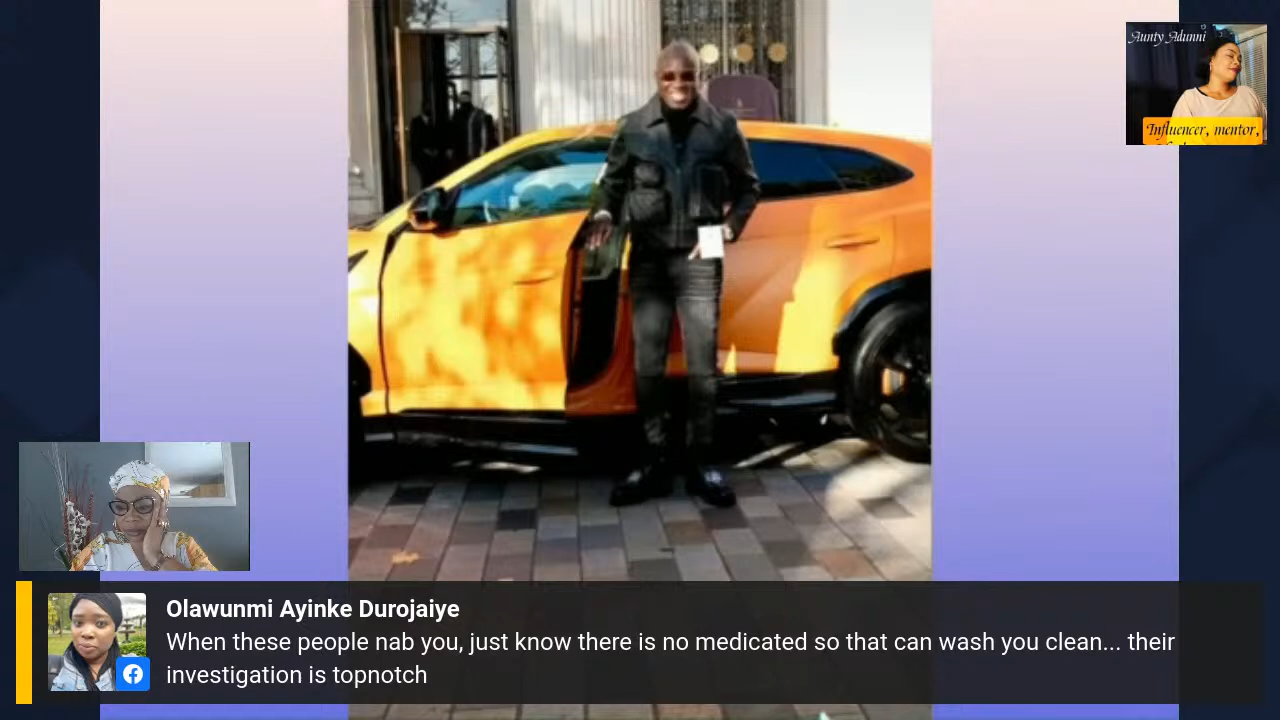 Aunty Adunni
Influencer, mentor,
Olawunmi Ayinke Durojaiye
When these people nab you, just know there is no medicated so that can wash you clean... their
investigation is topnotch